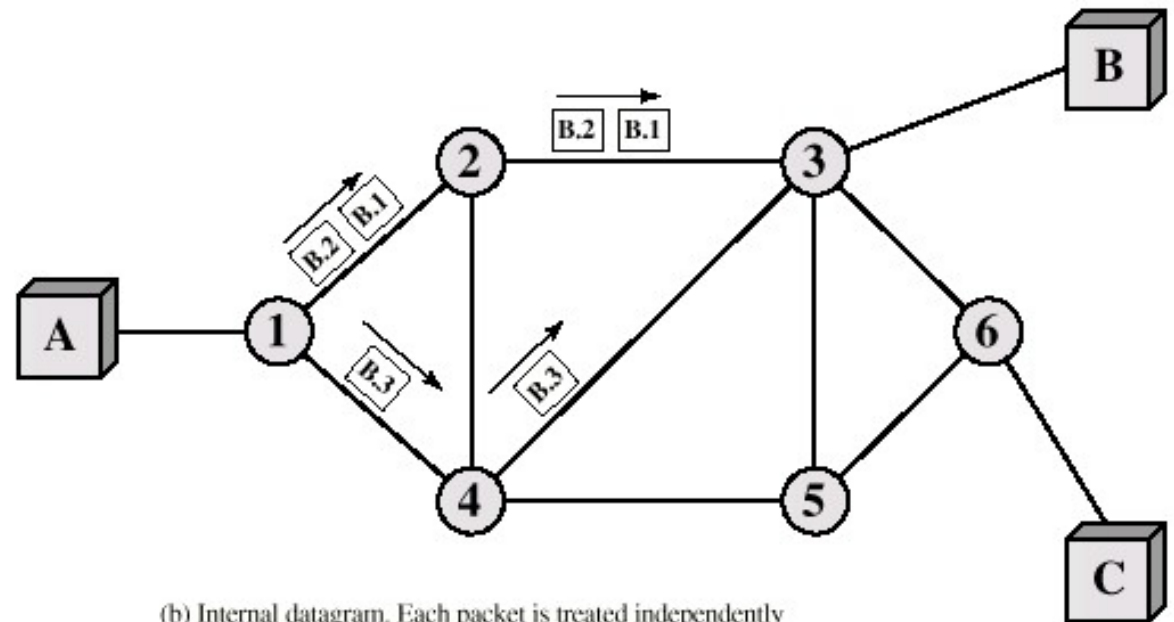 B
B.2 B.1
2
3
B.2 B.1
A
1
6
B.3
B.3
4
5
C
(b) Internal datagram. Each packet is treated independently